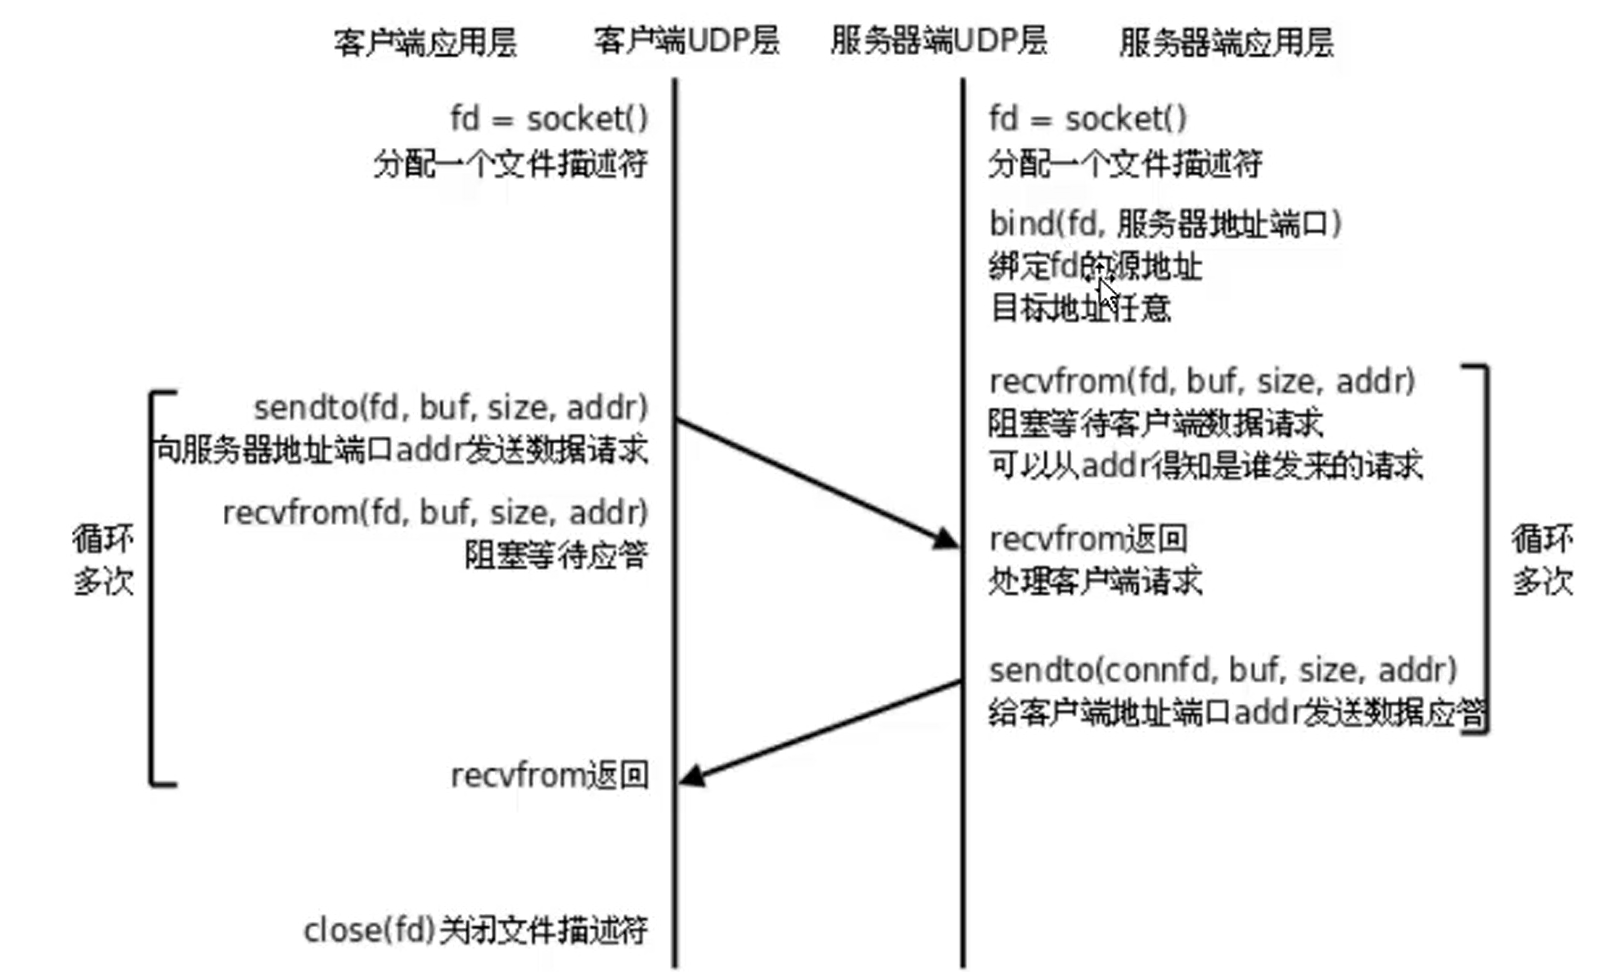 客户端应用层
客户端UDP层
服务器端UDP层
服务器端应用层
fd = socket()
分配一个文件描述符
sendto(fd, buf, size, addr)
向服务器地址端口addr发送数据请求
recvfrom(fd, buf, size, addr)
阻塞等待应答
循环
多次
recvfrom返回
close(fd)关闭文件描述符
fd = socket()
分配一个文件描述符
bind(fd, 服务器地址端口)
绑定fd的源地址
目标地址任意
recvfrom(fd, buf, size, addr)
阻塞等待客户端数据请求
可以从addr得知是谁发来的请求
recvfrom返回
处理客户端请求
循环
多次
sendto(connfd, buf, size, addr)
给客户端地址端口addr发送数据应答